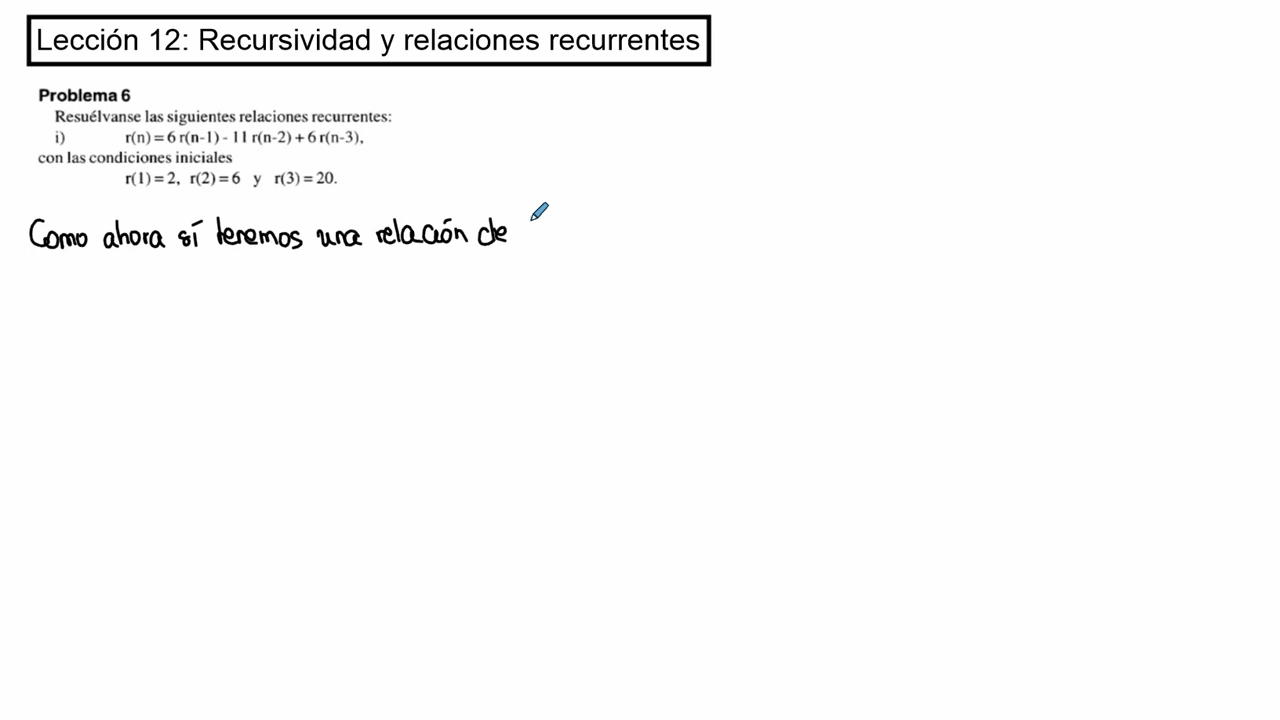 Lección 12: Recursividad y relaciones recurrentes
Problema 6
Resuélvanse las siguientes relaciones recurrentes:
i) r(n) = 6 r(n-1) - 11 r(n-2) + 6 r(n-3),
con las condiciones iniciales
r(1) = 2, r(2) = 6 y r(3) = 20.
Como ahora sí tenemos una relación de